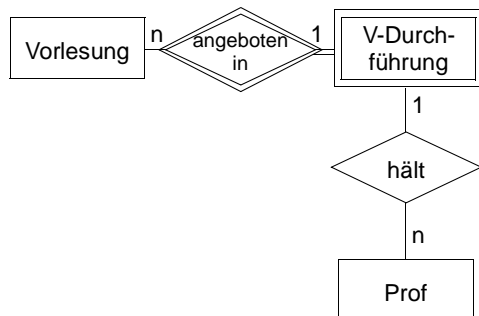 n
1
Vorlesung
angeboten
in
V-Durch-
führung
1
hält
n
Prof